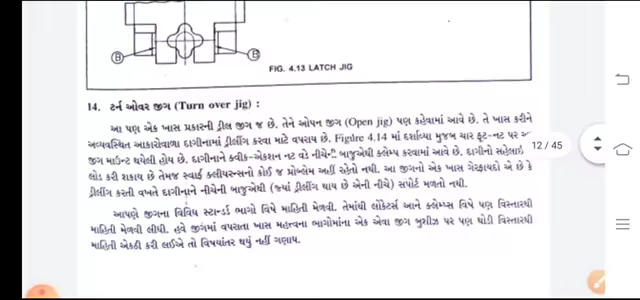 B
B
FIG. 4.13 LATCH JIG
14. ટર્ન ઓવર જીગ (Turn over jig) :
આ પણ એક ખાસ પ્રકારની ડ્રીલ જીગ જ છે. તેને ઓપન જીગ (Open jig) પણ કહેવામાં આવે છે. તે ખાસ કરીને
અવ્યવસ્થિત આકારોવાળા દાગીનામાં ડ્રીલીંગ કરવા માટે વપરાય છે. Figure 4.14 માં દર્શાવ્યા મુજબ ચાર ફૂટ-નટ પર
જીગ માઉન્ટ થયેલી હોય છે. દાગીનાને ક્વીક-એકશન નટ વડે નીચેની બાજુએથી કલેમ્પ કરવામાં આવે છે. દાગીનો
લોડ કરી શકાય છે તેમજ સ્વાર્ફ કલીયરન્સનો કોઈ જ પ્રોબ્લેમ અહીં રહેતો નથી. આ જીગનો એક ખાસ ગેરફાયદો એ છે કે
ડ્રીલીંગ કરતી વખતે દાગીનાને નીચેની બાજુએથી (જ્યાં ડ્રીલીંગ થાય છે એની નીચે) સપોર્ટ મળતો નથી.
આપણે જીગના વિવિધ સ્ટાન્ડર્ડ ભાગો વિષે માહિતી મેળવી. તેમાંથી લૉકેટર્સ આને ક્લેમ્પ્સ વિષે પણ વિસ્તારથી
માહિતી મેળવી લીધી. હવે જીગમાં વપરાતા ખાસ મહત્ત્વના ભાગોમાંના એક એવા જીગ બુશીઝ પર પણ થોડી વિસ્તારથી
માહિતી એકઠી કરી લઈએ તો વિષયાંતર થયું નહીં ગણાય.
12 / 45